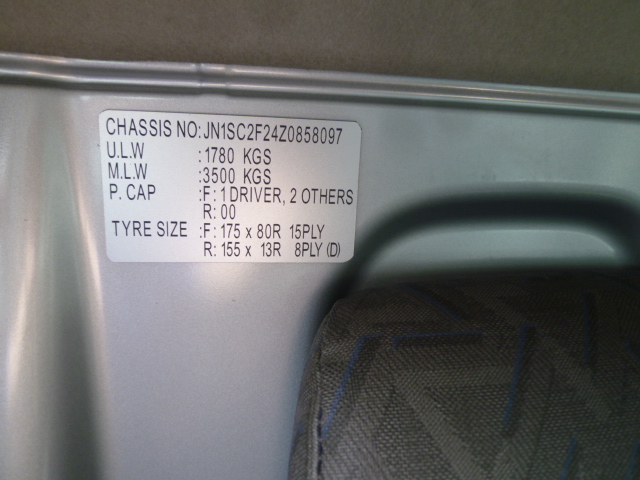 CHASSIS NO: JN1SC2F24Z0858097
U.L.W :1780 KGS
M.L.W :3500 KGS
P. CAP :F: 1 DRIVER, 2 OTHERS
R: 00
TYRE SIZE :F: 175 x 80R 15PLY
R: 155 x 13R 8PLY (D)